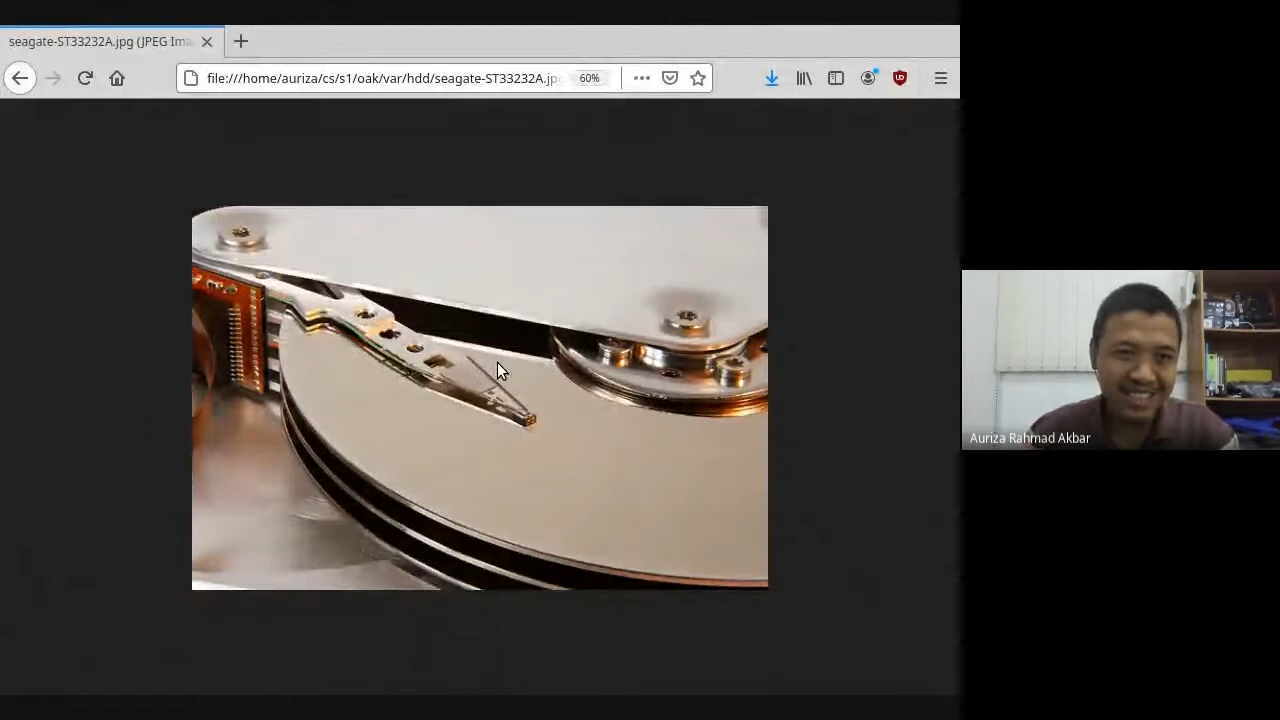 seagate-ST33232A.jpg (JPEG Ima
file:///home/auriza/cs/s1/oak/var/hdd/seagate-ST33232A.jp
60%
Auriza Rahmad Akbar